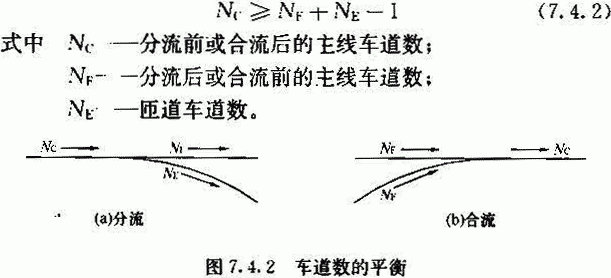 N_C ⩾ N_F + N_E − 1 (7.4.2)
式中 N_C —分流前或合流后的主线车道数；
N_F —分流后或合流前的主线车道数；
N_E —匝道车道数。
N_C N_F N_F N_C
N_E N_F
(a)分流 (b)合流
图 7.4.2 车道数的平衡